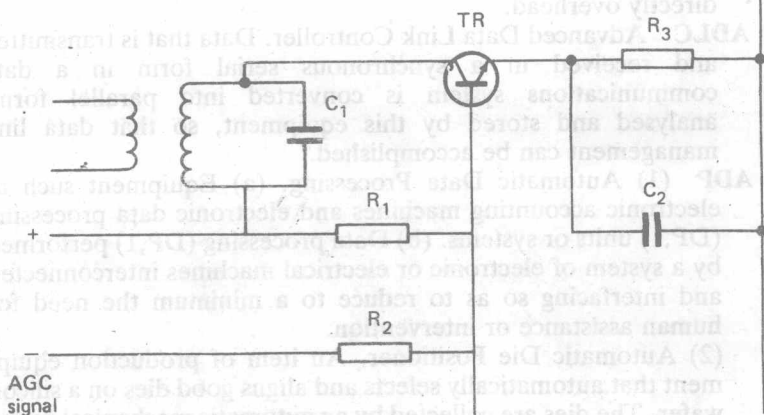 directly overhead.
TR
R3
ADLC Advanced Data Link Controller. Data that is transmitted
and received in a synchronous serial form in a data
C1
communications system is converted into parallel form
analysed and stored by this equipment, so that data link
management can be accomplished.
ADP (1) Automatic Data Processing, (a) Equipment such as
electronic accounting machines and electronic data processing
C2
+
R1
(DP,1) units or systems. (b) Data processing (DP,1) performed
by a system of electronic or electrical machines interconnected
and interfacing so as to reduce to a minimum the need for
human assistance or intervention.
R2
(2) Automatic Die Positioner, An item of production equip
AGC
ment that automatically selects and aligns good dies on a silicon
signal